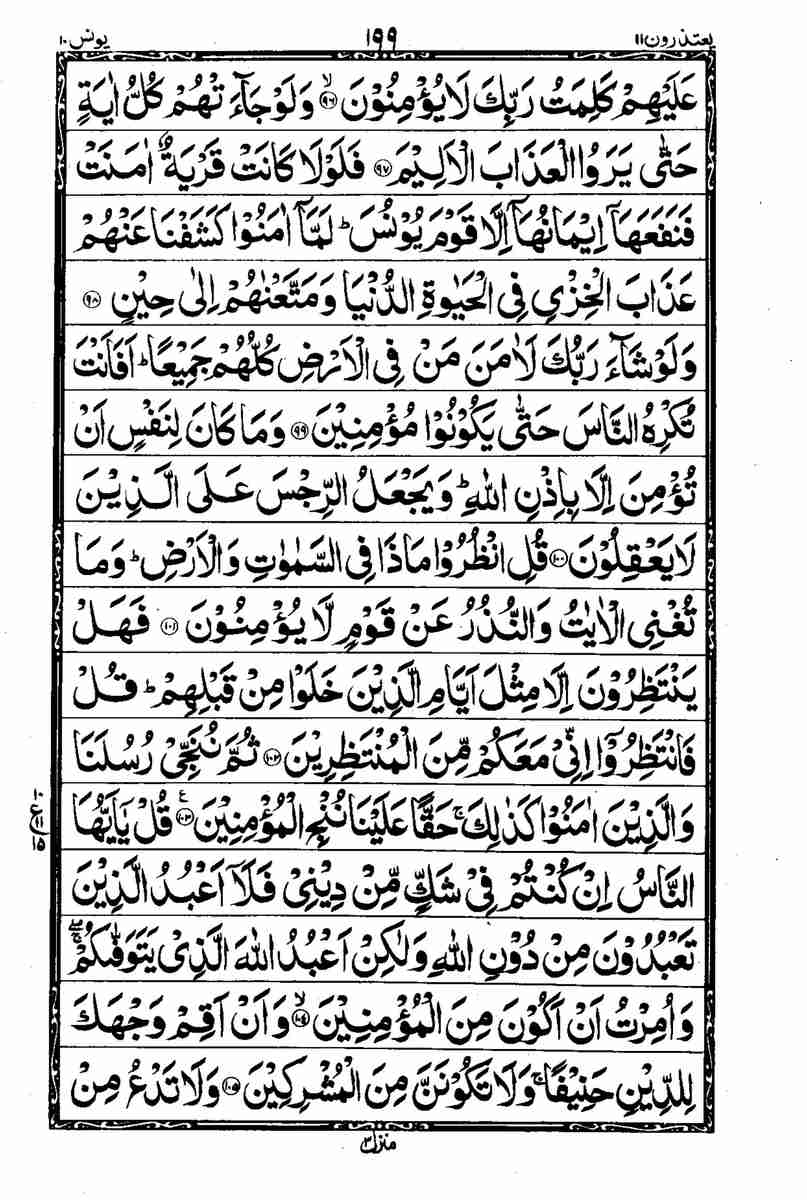 يعتذرون ١١ ١٩٩ يونس ١٠
عَلَيْهِمْ كَلِمَتُ رَبِّكَ لَا يُؤْمِنُوْنَ ﴿٩٦﴾ۙ وَلَوْ جَآءَ تْهُمْ كُلُّ اٰيَةٍ
حَتّٰى يَرَوُا الْعَذَابَ الْاَلِيْمَ ﴿٩٧﴾ فَلَوْلَا كَانَتْ قَرْيَةٌ اٰمَنَتْ
فَنَفَعَهَآ اِيْمَانُهَآ اِلَّا قَوْمَ يُوْنُسَ ؕ لَمَّآ اٰمَنُوْا كَشَفْنَا عَنْهُمْ
عَذَابَ الْخِزْىِ فِى الْحَيٰوةِ الدُّنْيَا وَمَتَّعْنٰهُمْ اِلٰى حِيْنٍ ﴿٩٨﴾
وَلَوْ شَآءَ رَبُّكَ لَاٰمَنَ مَنْ فِى الْاَرْضِ كُلُّهُمْ جَمِيْعًا ؕ اَفَاَنْتَ
تُكْرِهُ النَّاسَ حَتّٰى يَكُوْنُوْا مُؤْمِنِيْنَ ﴿٩٩﴾ وَمَا كَانَ لِنَفْسٍ اَنْ
تُؤْمِنَ اِلَّا بِاِذْنِ اللّٰهِ ؕ وَيَجْعَلُ الرِّجْسَ عَلَى الَّذِيْنَ
لَا يَعْقِلُوْنَ ﴿١٠٠﴾ قُلِ انْظُرُوْا مَاذَا فِى السَّمٰوٰتِ وَالْاَرْضِ ؕ وَمَا
تُغْنِى الْاٰيٰتُ وَالنُّذُرُ عَنْ قَوْمٍ لَّا يُؤْمِنُوْنَ ﴿١٠١﴾ فَهَلْ
يَنْتَظِرُوْنَ اِلَّا مِثْلَ اَيَّامِ الَّذِيْنَ خَلَوْا مِنْ قَبْلِهِمْ ؕ قُلْ
فَانْتَظِرُوْٓا اِنِّىْ مَعَكُمْ مِّنَ الْمُنْتَظِرِيْنَ ﴿١٠٢﴾ ثُمَّ نُنَجِّىْ رُسُلَنَا
وَالَّذِيْنَ اٰمَنُوْا كَذٰلِكَ ۚ حَقًّا عَلَيْنَا نُنْجِ الْمُؤْمِنِيْنَ ﴿١٠٣﴾ ع قُلْ يٰٓاَيُّهَا
١٠ ع ١١ ١٥
النَّاسُ اِنْ كُنْتُمْ فِىْ شَكٍّ مِّنْ دِيْنِىْ فَلَآ اَعْبُدُ الَّذِيْنَ
تَعْبُدُوْنَ مِنْ دُوْنِ اللّٰهِ وَلٰكِنْ اَعْبُدُ اللّٰهَ الَّذِىْ يَتَوَفّٰٮكُمْ ۖۚ
وَاُمِرْتُ اَنْ اَكُوْنَ مِنَ الْمُؤْمِنِيْنَ ﴿١٠٤﴾ۙ وَاَنْ اَقِمْ وَجْهَكَ
لِلدِّيْنِ حَنِيْفًا ۚ وَلَا تَكُوْنَنَّ مِنَ الْمُشْرِكِيْنَ ﴿١٠٥﴾ وَلَا تَدْعُ مِنْ
منزل ٣